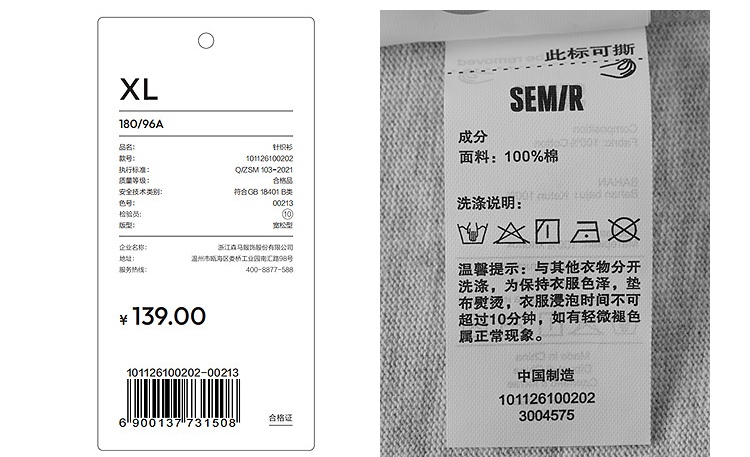 XL
180/96A
品名: 针织衫
款号: 101126100202
执行标准: Q/ZSM 103-2021
质量等级: 合格品
安全技术类别: 符合GB 18401 B类
色号: 00213
检验员: 10
版型: 宽松型
企业名称: 浙江森马服饰股份有限公司
地址: 温州市瓯海区娄桥工业园南汇路98号
服务热线: 400-8877-588
¥ 139.00
101126100202-00213
6 900137 731508
合格证
此标可撕
SEMIR
成分
面料：100%棉
洗涤说明：
温馨提示：与其他衣物分开
洗涤，为保持衣服色泽，垫
布熨烫，衣服浸泡时间不可
超过10分钟，如有轻微褪色
属正常现象。
中国制造
101126100202
3004575